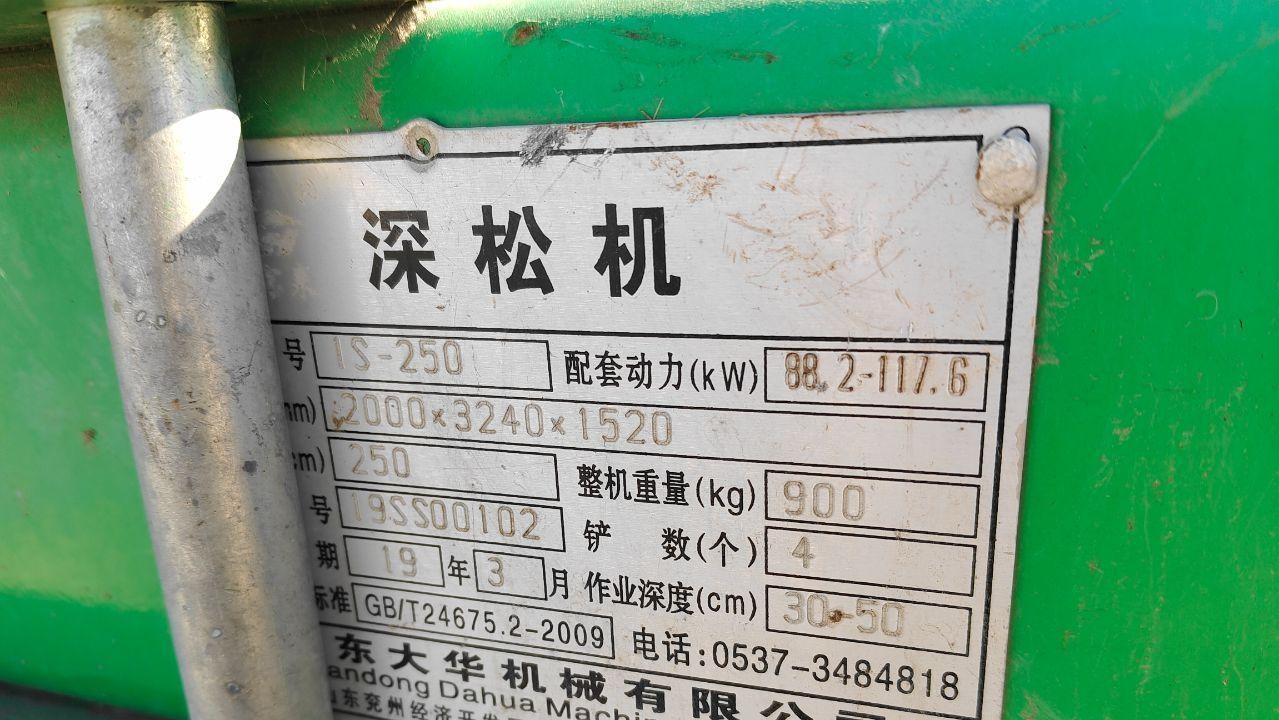 深松机
号 1S-250 配套动力(kW) 88.2-117.6
mm) 2000×3240×1520
cm) 250 整机重量(kg) 900
号 19SS00102 铲 数(个) 4
期 19年3月 作业深度(cm) 30-50
标准 GB/T24675.2-2009 电话:0537-3484818
东大华机械有限公司
andong Dahua Machin
山东兖州经济开发